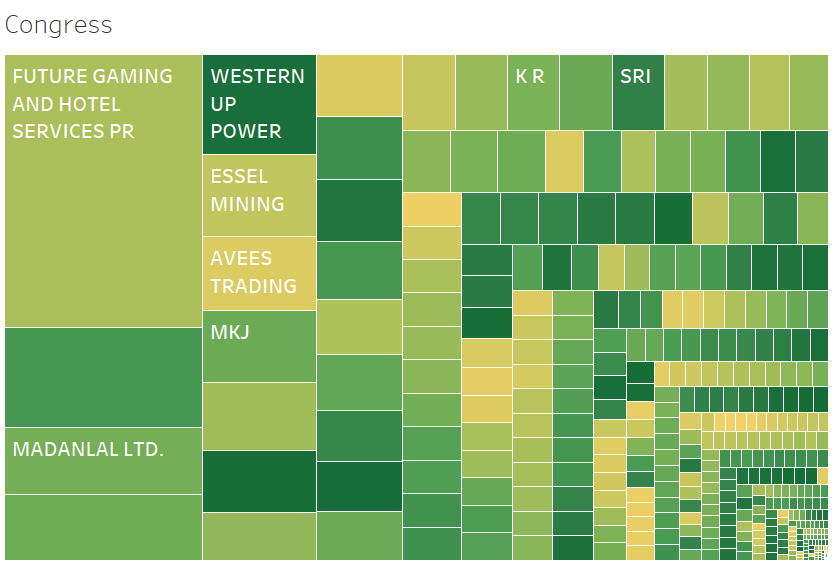 Congress
FUTURE GAMING
AND HOTEL
SERVICES PR
WESTERN
UP
POWER
K R
SRI
ESSEL
MINING
AVEES
TRADING
MKJ
MADANLAL LTD.